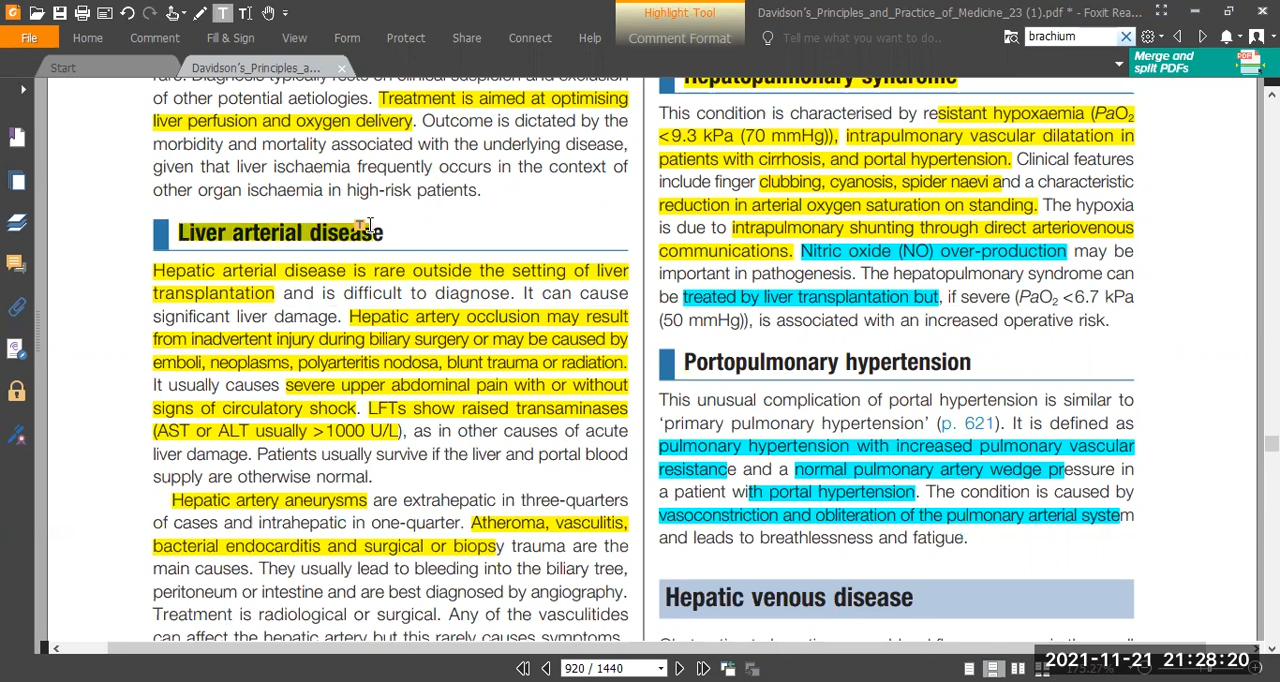 Highlight Tool
Davidson's_Principles_and_Practice_of_Medicine_23 (1).pdf * - Foxit Rea...
File
Home
Comment
Fill & Sign
View
Form
Protect
Share
Connect
Help
Comment Format
Tell me what you want to do..
brachium
Start
Davidson's_Principles_a...
Merge and
split PDFs
of other potential aetiologies. Treatment is aimed at optimising
liver perfusion and oxygen delivery. Outcome is dictated by the
morbidity and mortality associated with the underlying disease,
given that liver ischaemia frequently occurs in the context of
other organ ischaemia in high-risk patients.
Liver arterial disease
Hepatic arterial disease is rare outside the setting of liver
transplantation and is difficult to diagnose. It can cause
significant liver damage. Hepatic artery occlusion may result
from inadvertent injury during biliary surgery or may be caused by
emboli, neoplasms, polyarteritis nodosa, blunt trauma or radiation.
It usually causes severe upper abdominal pain with or without
signs of circulatory shock. LFTs show raised transaminases
(AST or ALT usually >1000 U/L), as in other causes of acute
liver damage. Patients usually survive if the liver and portal blood
supply are otherwise normal.
Hepatic artery aneurysms are extrahepatic in three-quarters
of cases and intrahepatic in one-quarter. Atheroma, vasculitis,
bacterial endocarditis and surgical or biopsy trauma are the
main causes. They usually lead to bleeding into the biliary tree,
peritoneum or intestine and are best diagnosed by angiography.
Treatment is radiological or surgical. Any of the vasculitides
can affect the hepatic artery but this rarely causes symptoms.
Hepatopulmonary syndrome
This condition is characterised by resistant hypoxaemia (PaO₂
<9.3 kPa (70 mmHg)), intrapulmonary vascular dilatation in
patients with cirrhosis, and portal hypertension. Clinical features
include finger clubbing, cyanosis, spider naevi and a characteristic
reduction in arterial oxygen saturation on standing. The hypoxia
is due to intrapulmonary shunting through direct arteriovenous
communications. Nitric oxide (NO) over-production may be
important in pathogenesis. The hepatopulmonary syndrome can
be treated by liver transplantation but, if severe (PaO₂ <6.7 kPa
(50 mmHg)), is associated with an increased operative risk.
Portopulmonary hypertension
This unusual complication of portal hypertension is similar to
‘primary pulmonary hypertension’ (p. 621). It is defined as
pulmonary hypertension with increased pulmonary vascular
resistance and a normal pulmonary artery wedge pressure in
a patient with portal hypertension. The condition is caused by
vasoconstriction and obliteration of the pulmonary arterial system
and leads to breathlessness and fatigue.
Hepatic venous disease
920 / 1440
2021-11-21 21:28:20